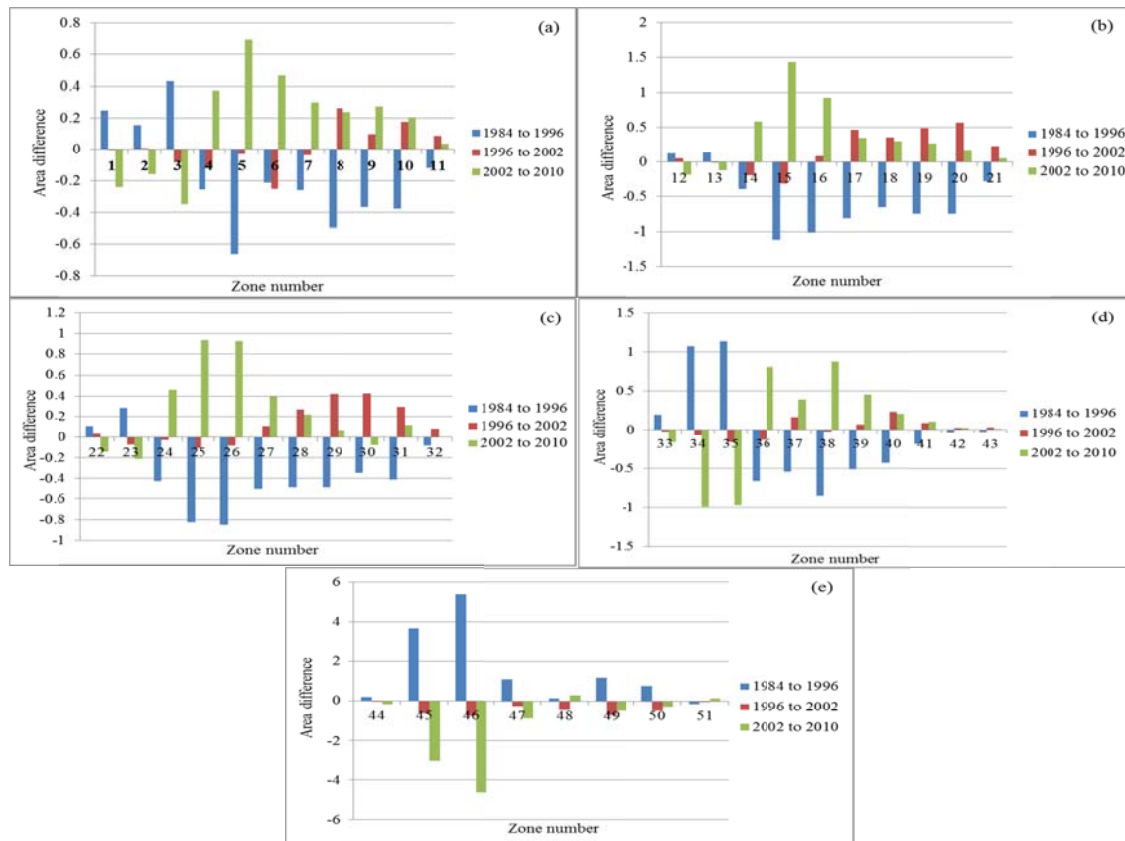 (a)
0.8
0.6
0.4
0.2
0
-0.2
-0.4
-0.6
-0.8
Area difference
1 2 3 4 5 6 7 8 9 10 11
Zone number
1984 to 1996
1996 to 2002
2002 to 2010
(b)
2
1.5
1
0.5
0
-0.5
-1
-1.5
Area difference
12 13 14 15 16 17 18 19 20 21
Zone number
1984 to 1996
1996 to 2002
2002 to 2010
(c)
1.2
1
0.8
0.6
0.4
0.2
0
-0.2
-0.4
-0.6
-0.8
-1
Area difference
22 23 24 25 26 27 28 29 30 31 32
Zone number
1984 to 1996
1996 to 2002
2002 to 2010
(d)
1.5
1
0.5
0
-0.5
-1
-1.5
Area difference
33 34 35 36 37 38 39 40 41 42 43
Zone number
1984 to 1996
1996 to 2002
2002 to 2010
(e)
6
4
2
0
-2
-4
-6
Area difference
44 45 46 47 48 49 50 51
Zone number
1984 to 1996
1996 to 2002
2002 to 2010